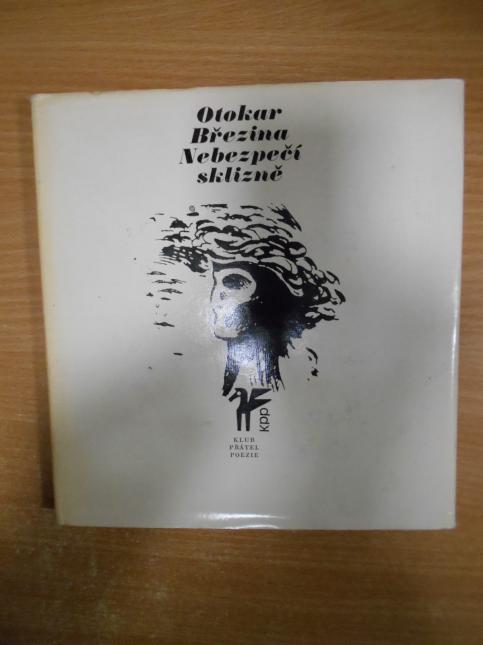 Otokar
Březina
Nebezpečí
sklizně
kpp
KLUB
PŘÁTEL
POEZIE